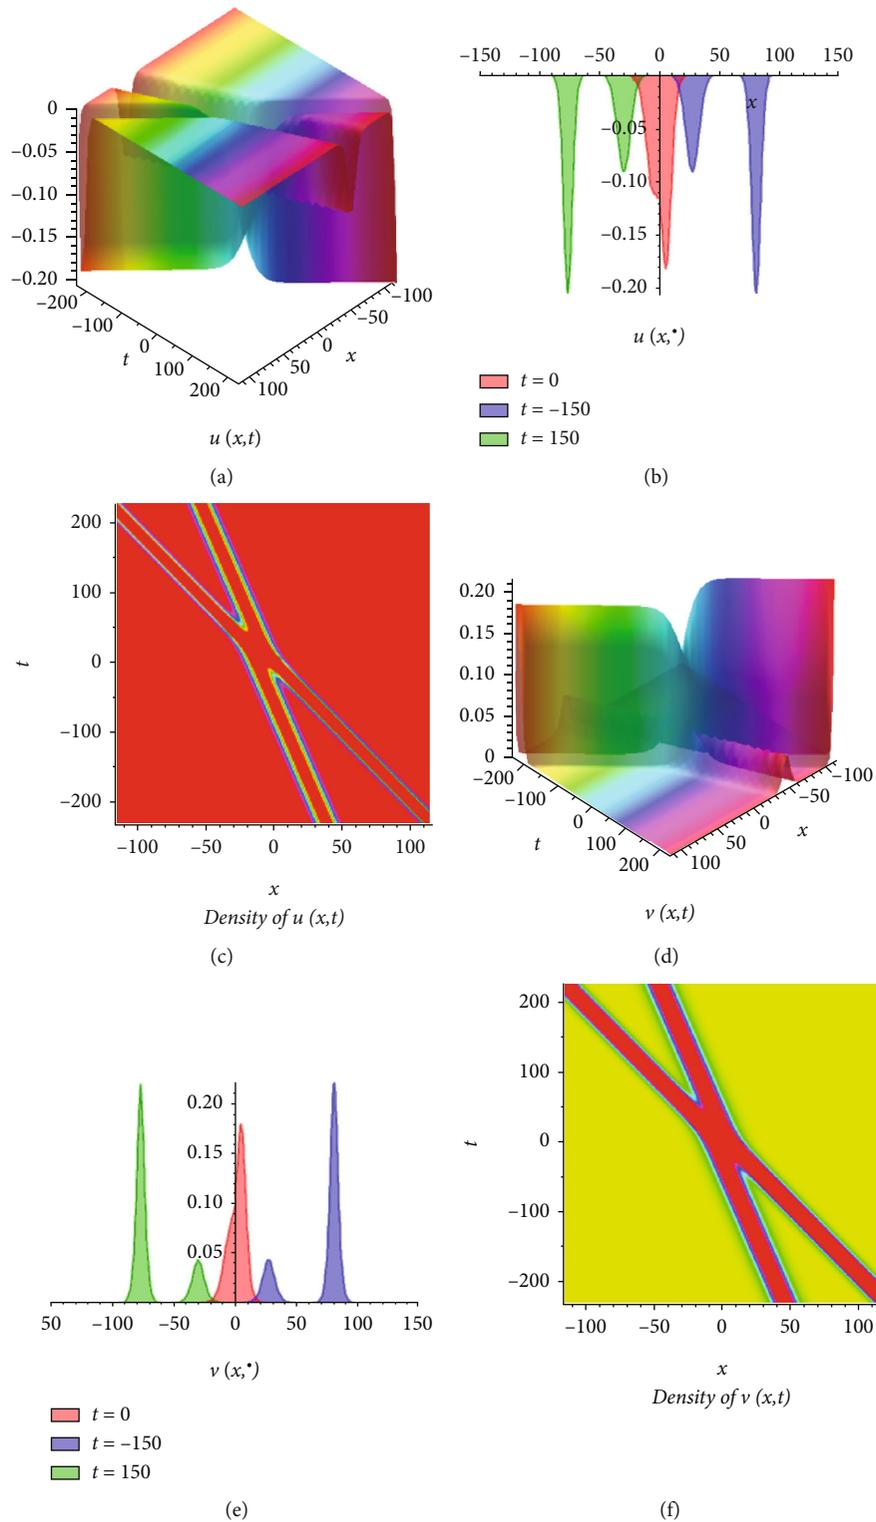 0
–0.05
–0.10
–0.15
–0.20
–200
–100
0
100
200
t
–100
–50
0
50
100
x
u (x,t)
(a)
–150 –100 –50 0 50 100 150
x
–0.05
–0.10
–0.15
–0.20
u (x,•)
t = 0
t = –150
t = 150
(b)
200
100
0
–100
–200
t
–100 –50 0 50 100
x
Density of u (x,t)
(c)
0.20
0.15
0.10
0.05
0
–200
–100
0
100
200
t
–100
–50
0
50
100
x
v (x,t)
(d)
0.20
0.15
0.10
0.05
50 –100 –50 0 50 100 150
v (x,•)
t = 0
t = –150
t = 150
(e)
200
100
0
–100
–200
t
–100 –50 0 50 100
x
Density of v (x,t)
(f)